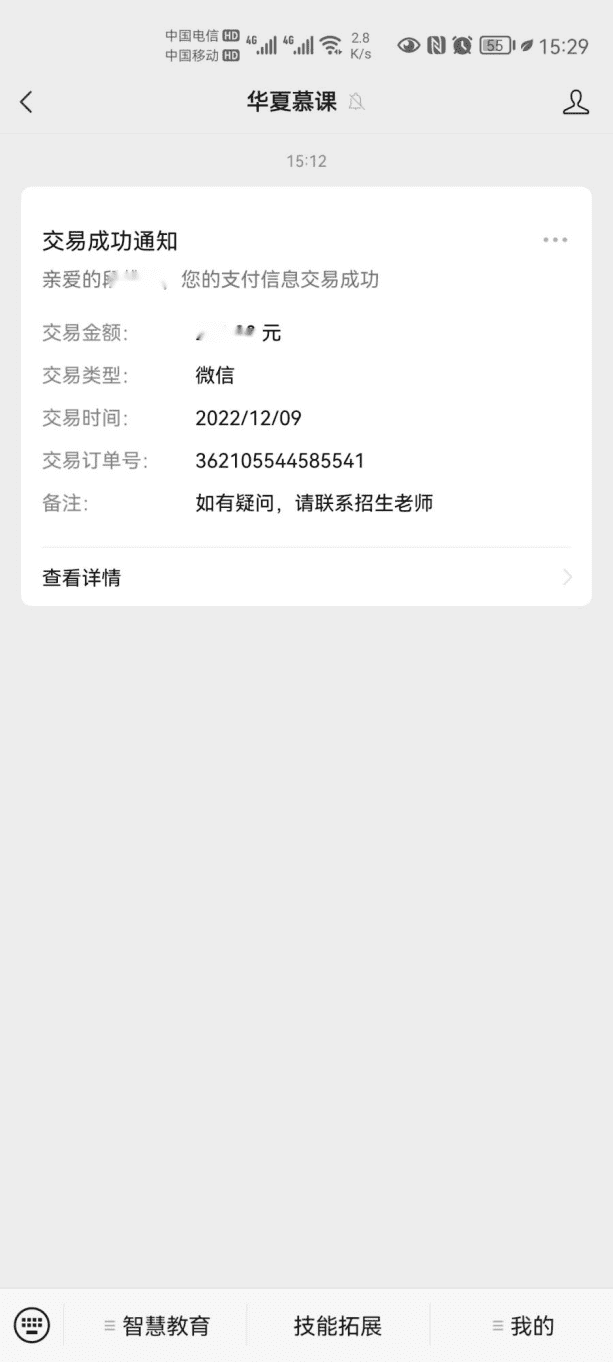 中国电信 HD 4G 4G 2.8 55 15:29
中国移动 HD K/s
华夏慕课
15:12
交易成功通知
亲爱的 、您的支付信息交易成功
交易金额: 元
交易类型: 微信
交易时间: 2022/12/09
交易订单号: 362105544585541
备注: 如有疑问，请联系招生老师
查看详情
智慧教育 技能拓展 我的